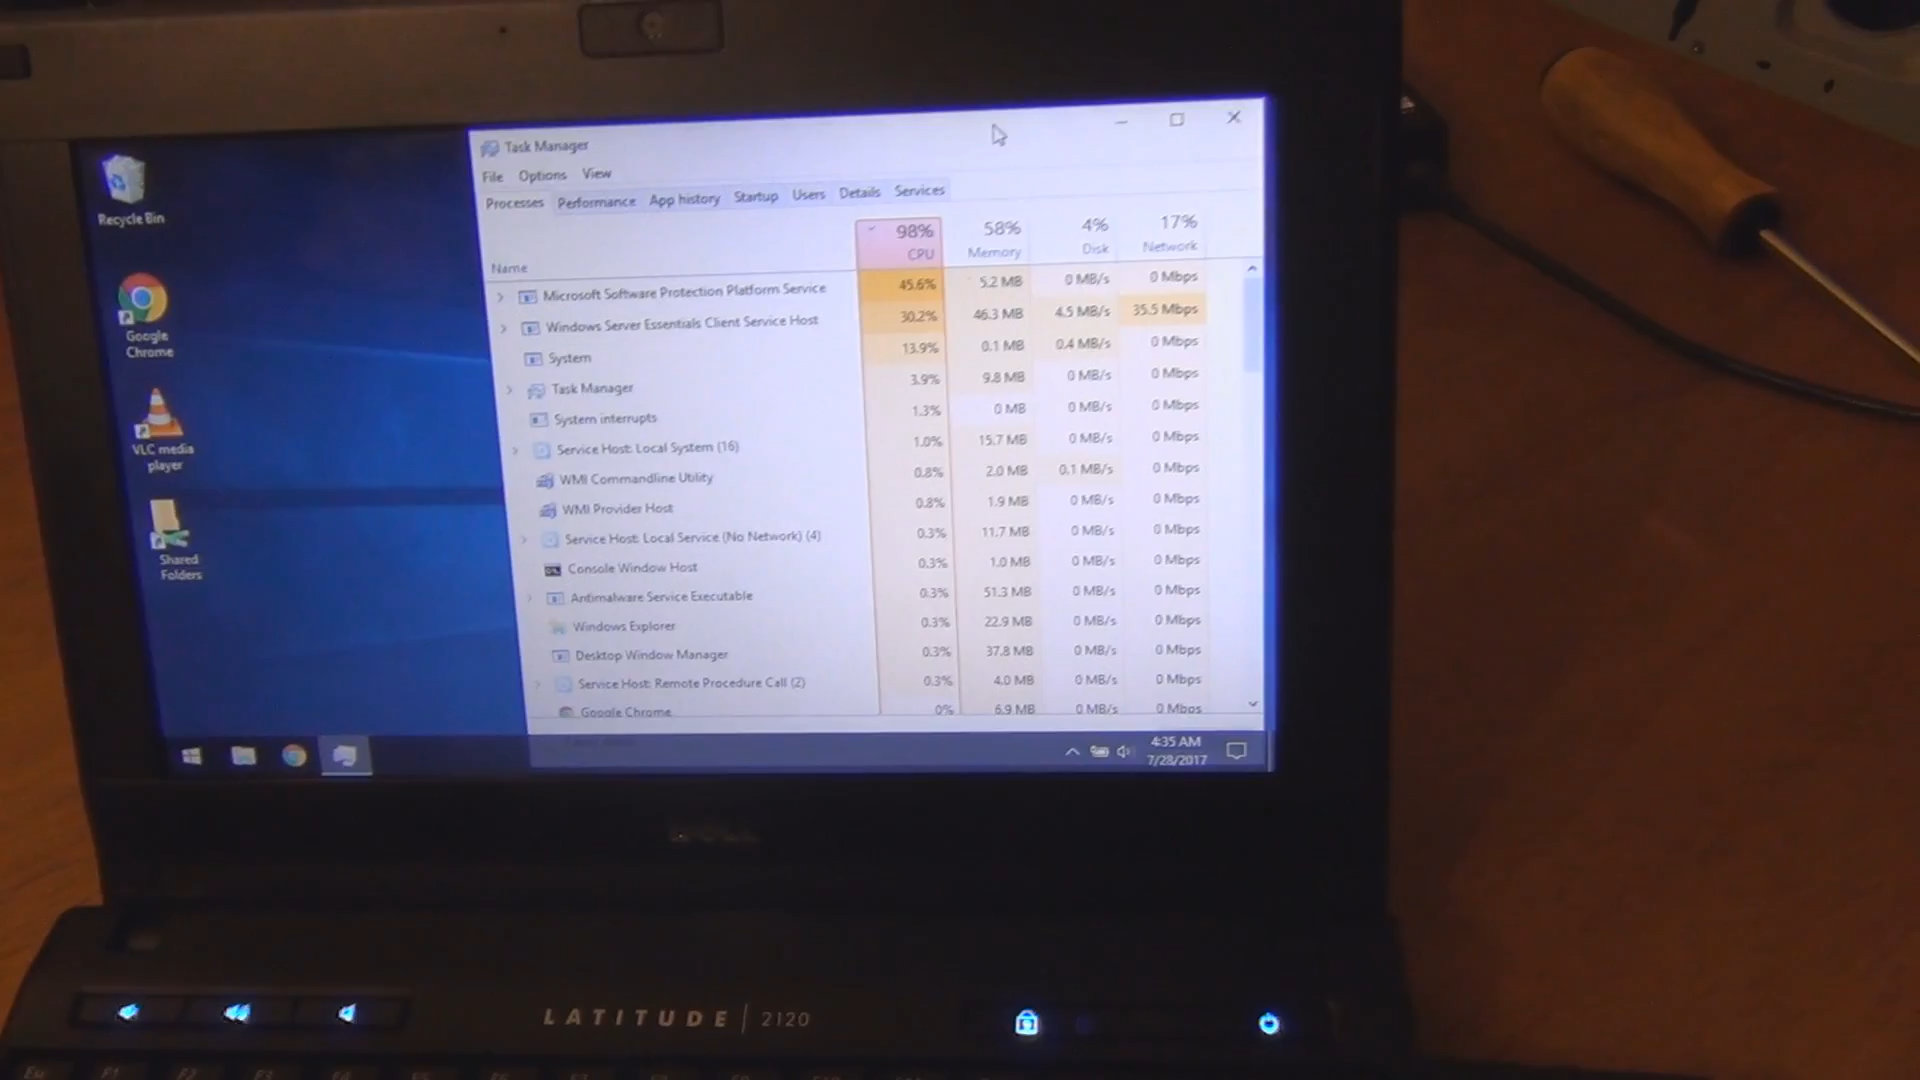 Recycle Bin
Google
Chrome
VLC media
player
Shared
Folders
Task Manager
File Options View
Processes Performance App history Startup Users Details Services
98% 58% 4% 17%
Name CPU Memory Disk Network
Microsoft Software Protection Platform Service 45.6% 5.2 MB 0 MB/s 0 Mbps
Windows Server Essentials Client Service Host 30.2% 46.3 MB 4.5 MB/s 35.5 Mbps
System 13.9% 0.1 MB 0.4 MB/s 0 Mbps
Task Manager 3.9% 9.8 MB 0 MB/s 0 Mbps
System interrupts 1.3% 0 MB 0 MB/s 0 Mbps
Service Host: Local System (16) 1.0% 15.7 MB 0 MB/s 0 Mbps
WMI Commandline Utility 0.8% 2.0 MB 0.1 MB/s 0 Mbps
WMI Provider Host 0.8% 1.9 MB 0 MB/s 0 Mbps
Service Host: Local Service (No Network) (4) 0.3% 11.7 MB 0 MB/s 0 Mbps
Console Window Host 0.3% 1.0 MB 0 MB/s 0 Mbps
Antimalware Service Executable 0.3% 51.3 MB 0 MB/s 0 Mbps
Windows Explorer 0.3% 22.9 MB 0 MB/s 0 Mbps
Desktop Window Manager 0.3% 37.8 MB 0 MB/s 0 Mbps
Service Host: Remote Procedure Call (2) 0.3% 4.0 MB 0 MB/s 0 Mbps
Google Chrome 0% 6.9 MB 0 MB/s 0 Mbps
4:35 AM
7/28/2017
DELL
LATITUDE | 2120
Esc F1 F2 F3 F4